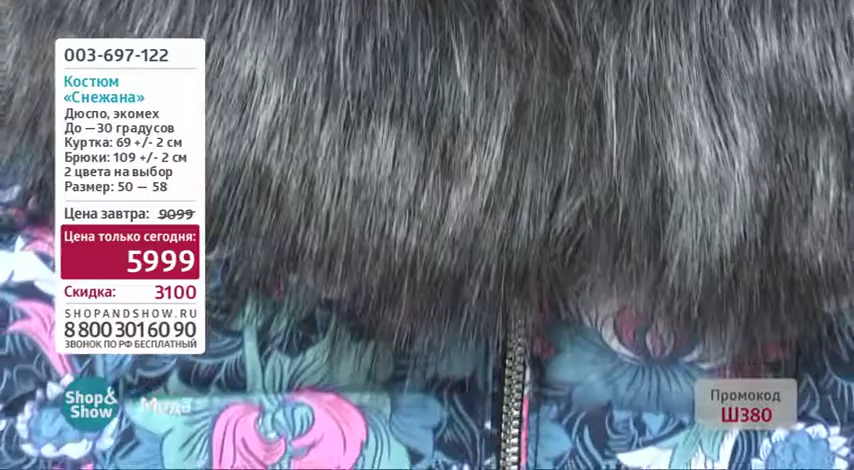 003-697-122
Костюм
«Снежана»
Дюспо, экомех
До —30 градусов
Куртка: 69 +/- 2 см
Брюки: 109 +/- 2 см
2 цвета на выбор
Размер: 50 — 58
Цена завтра: 9099
Цена только сегодня:
5999
Скидка: 3100
SHOPANDSHOW.RU
8 800 301 60 90
ЗВОНОК ПО РФ БЕСПЛАТНЫЙ
Shop&
Show
Промокод
Ш380